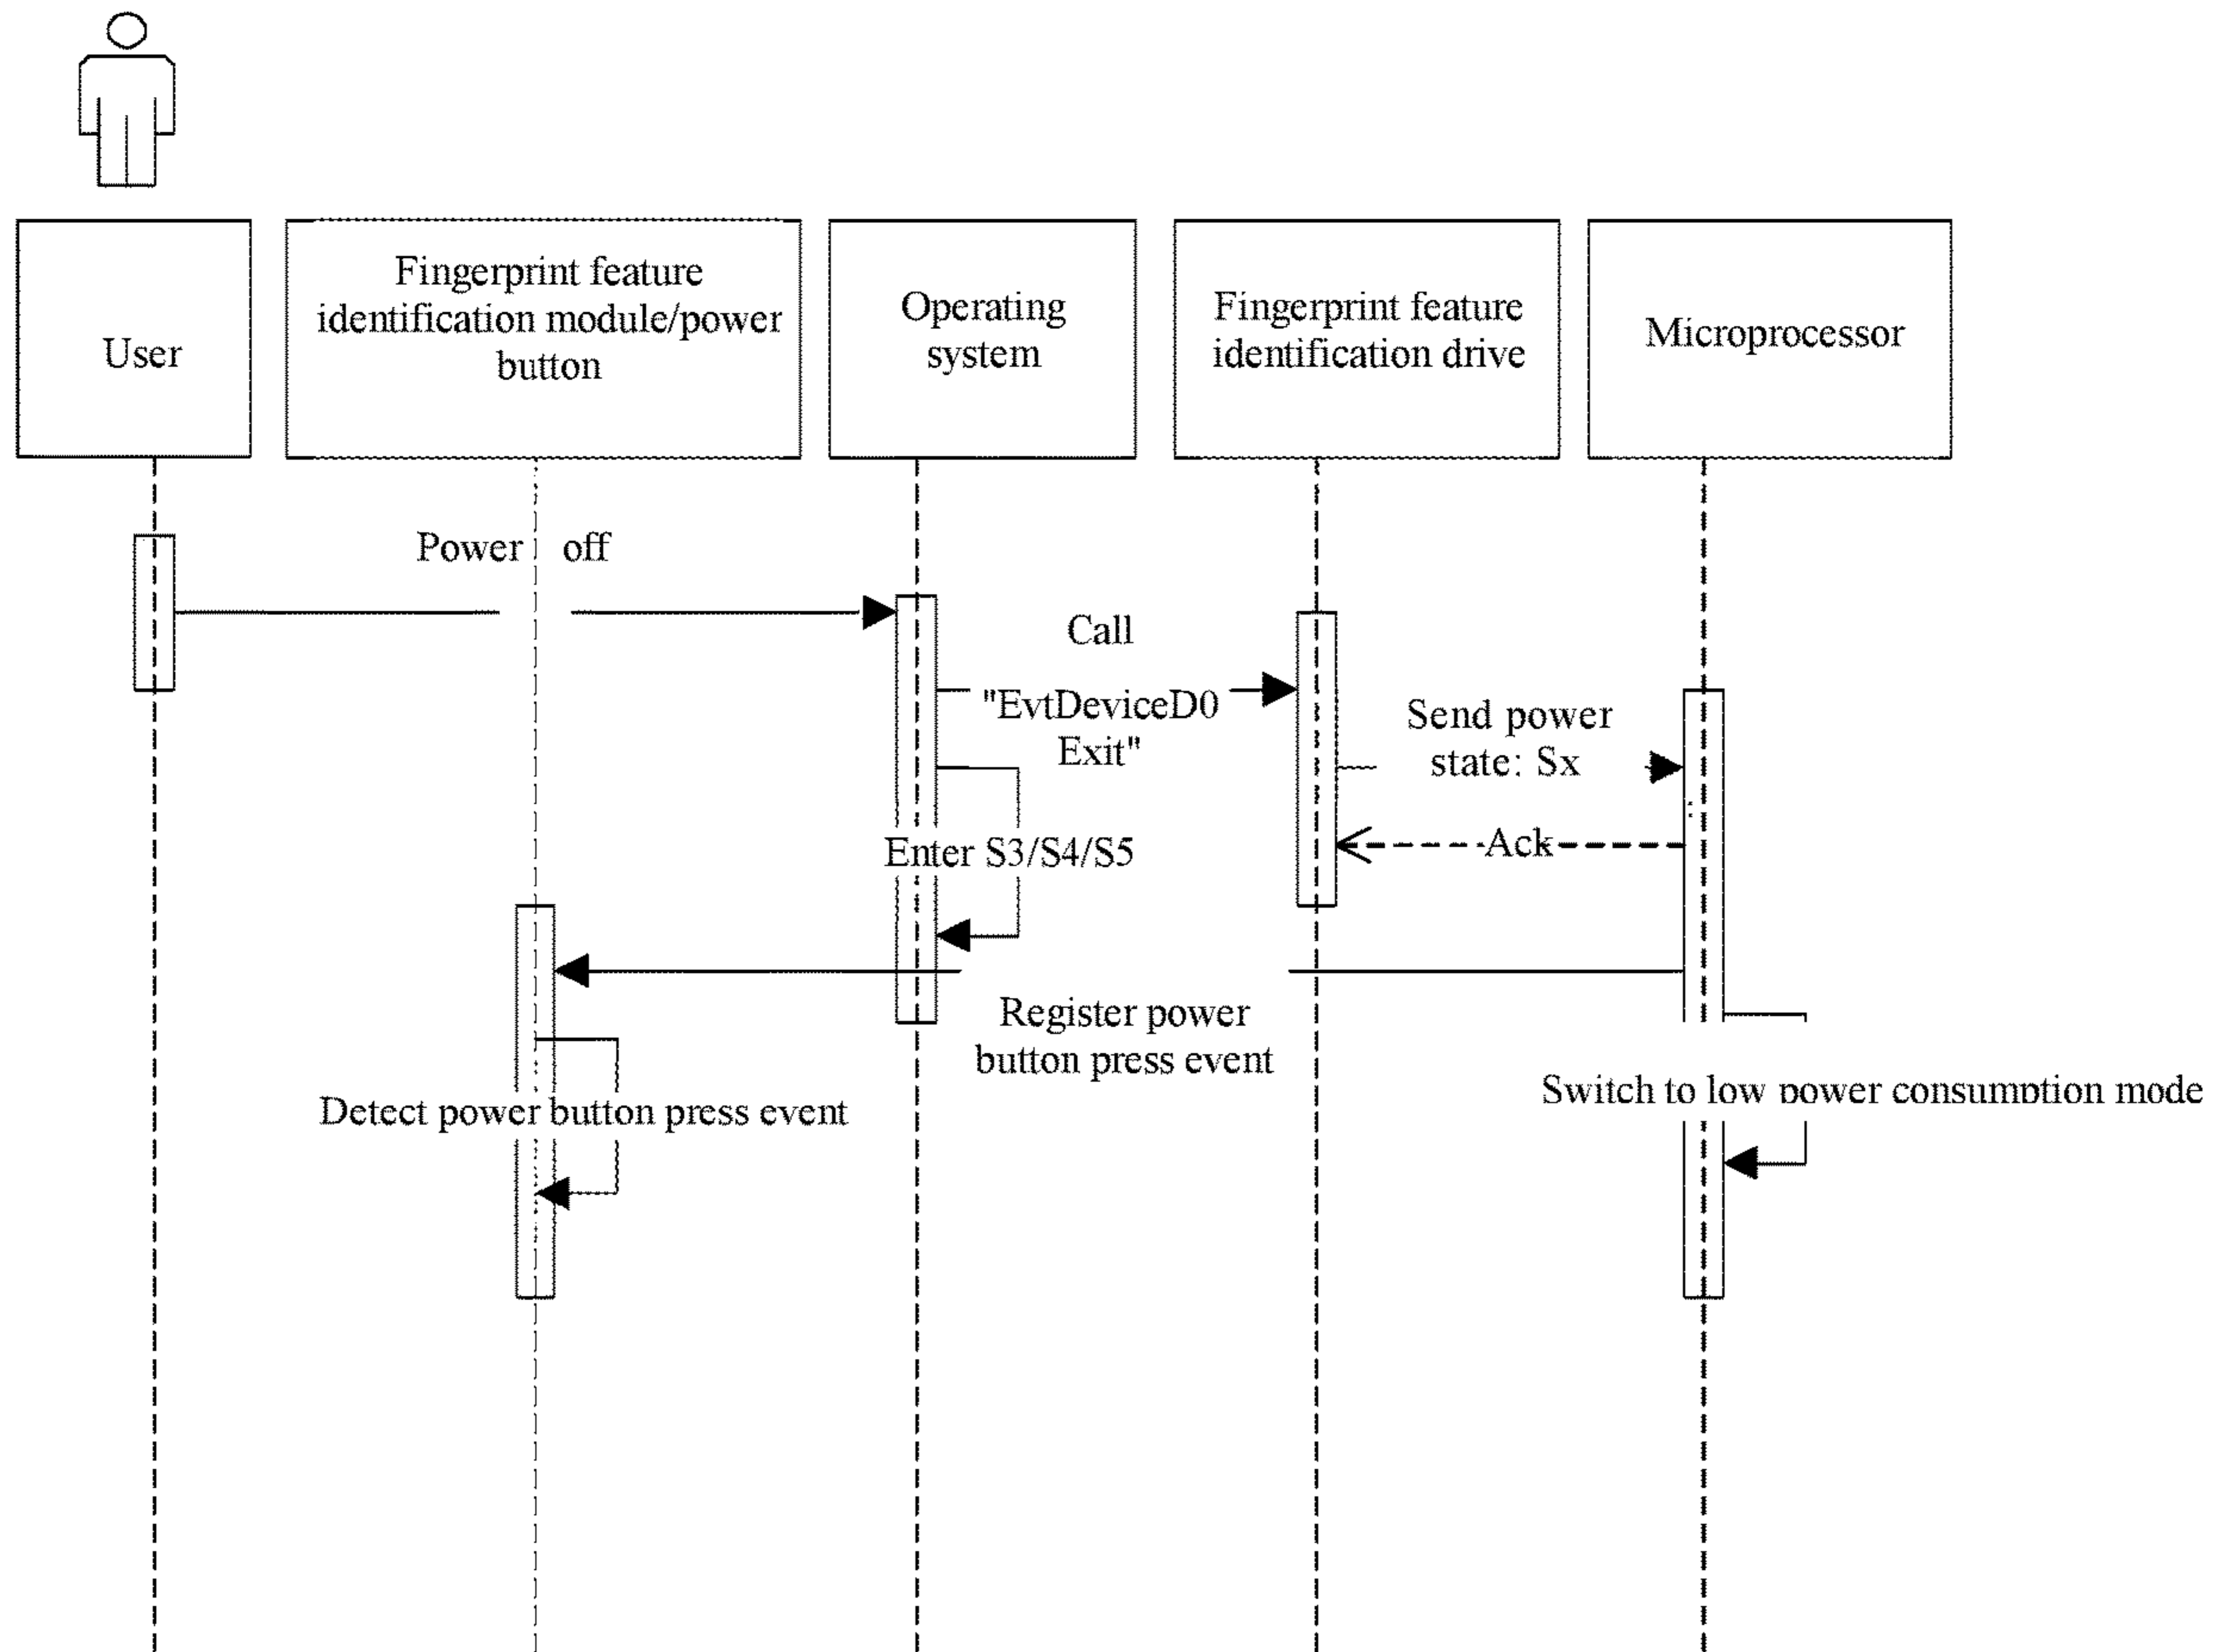 User
Fingerprint feature
identification module/power
button
Operating
system
Fingerprint feature
identification drive
Microprocessor
Power off
Call
"EvtDeviceD0
Exit"
Send power
state: Sx
Ack
Enter S3/S4/S5
Register power
button press event
Detect power button press event
Switch to low power consumption mode